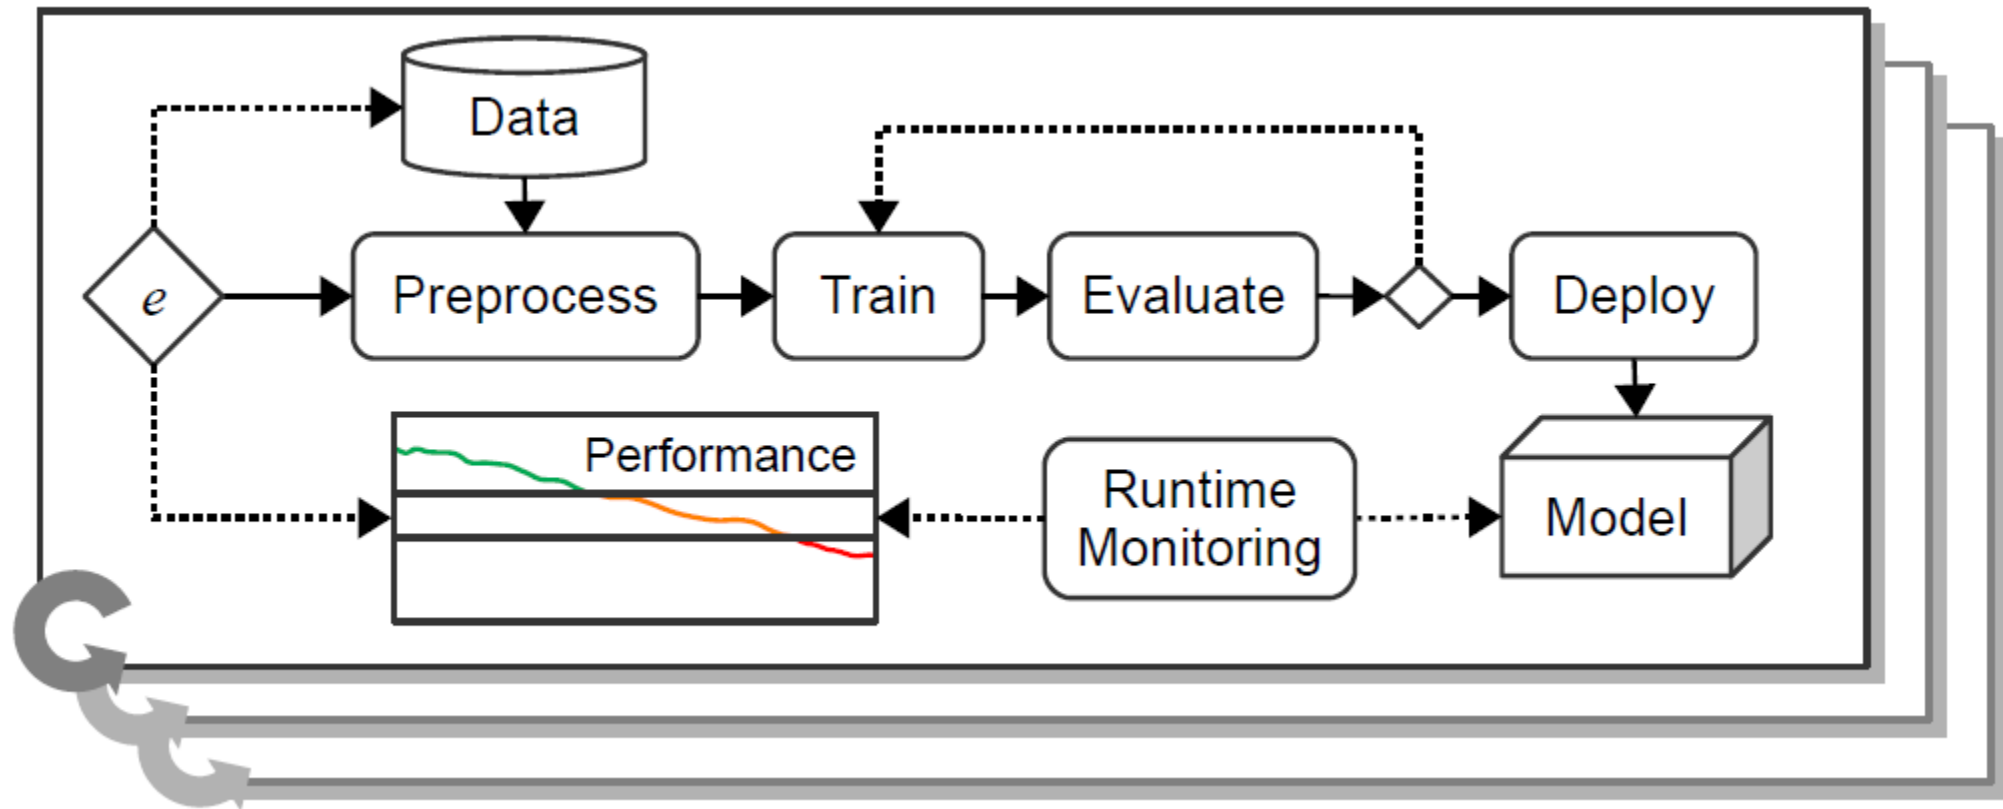 Data
e
Preprocess
Train
Evaluate
Deploy
Performance
Runtime
Monitoring
Model